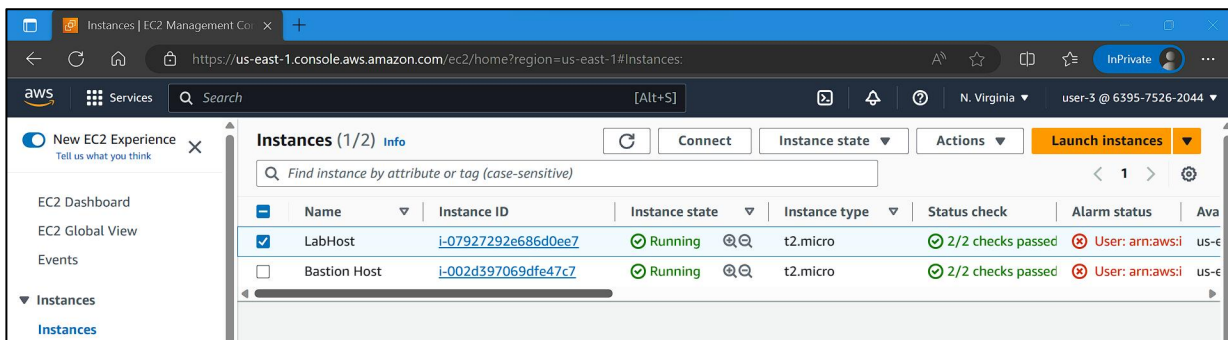 Instances | EC2 Management Co
https://us-east-1.console.aws.amazon.com/ec2/home?region=us-east-1#Instances:
InPrivate
aws
Services
Search
[Alt+S]
N. Virginia ▼
user-3 @ 6395-7526-2044 ▼
New EC2 Experience
Tell us what you think
EC2 Dashboard
EC2 Global View
Events
▼ Instances
Instances
Instances (1/2) Info
Connect
Instance state ▼
Actions ▼
Launch instances ▼
Find instance by attribute or tag (case-sensitive)
< 1 >
Name Instance ID Instance state Instance type Status check Alarm status Ava
LabHost i-07927292e686d0ee7 Running t2.micro 2/2 checks passed User: arn:aws:i us-e
Bastion Host i-002d397069dfe47c7 Running t2.micro 2/2 checks passed User: arn:aws:i us-e